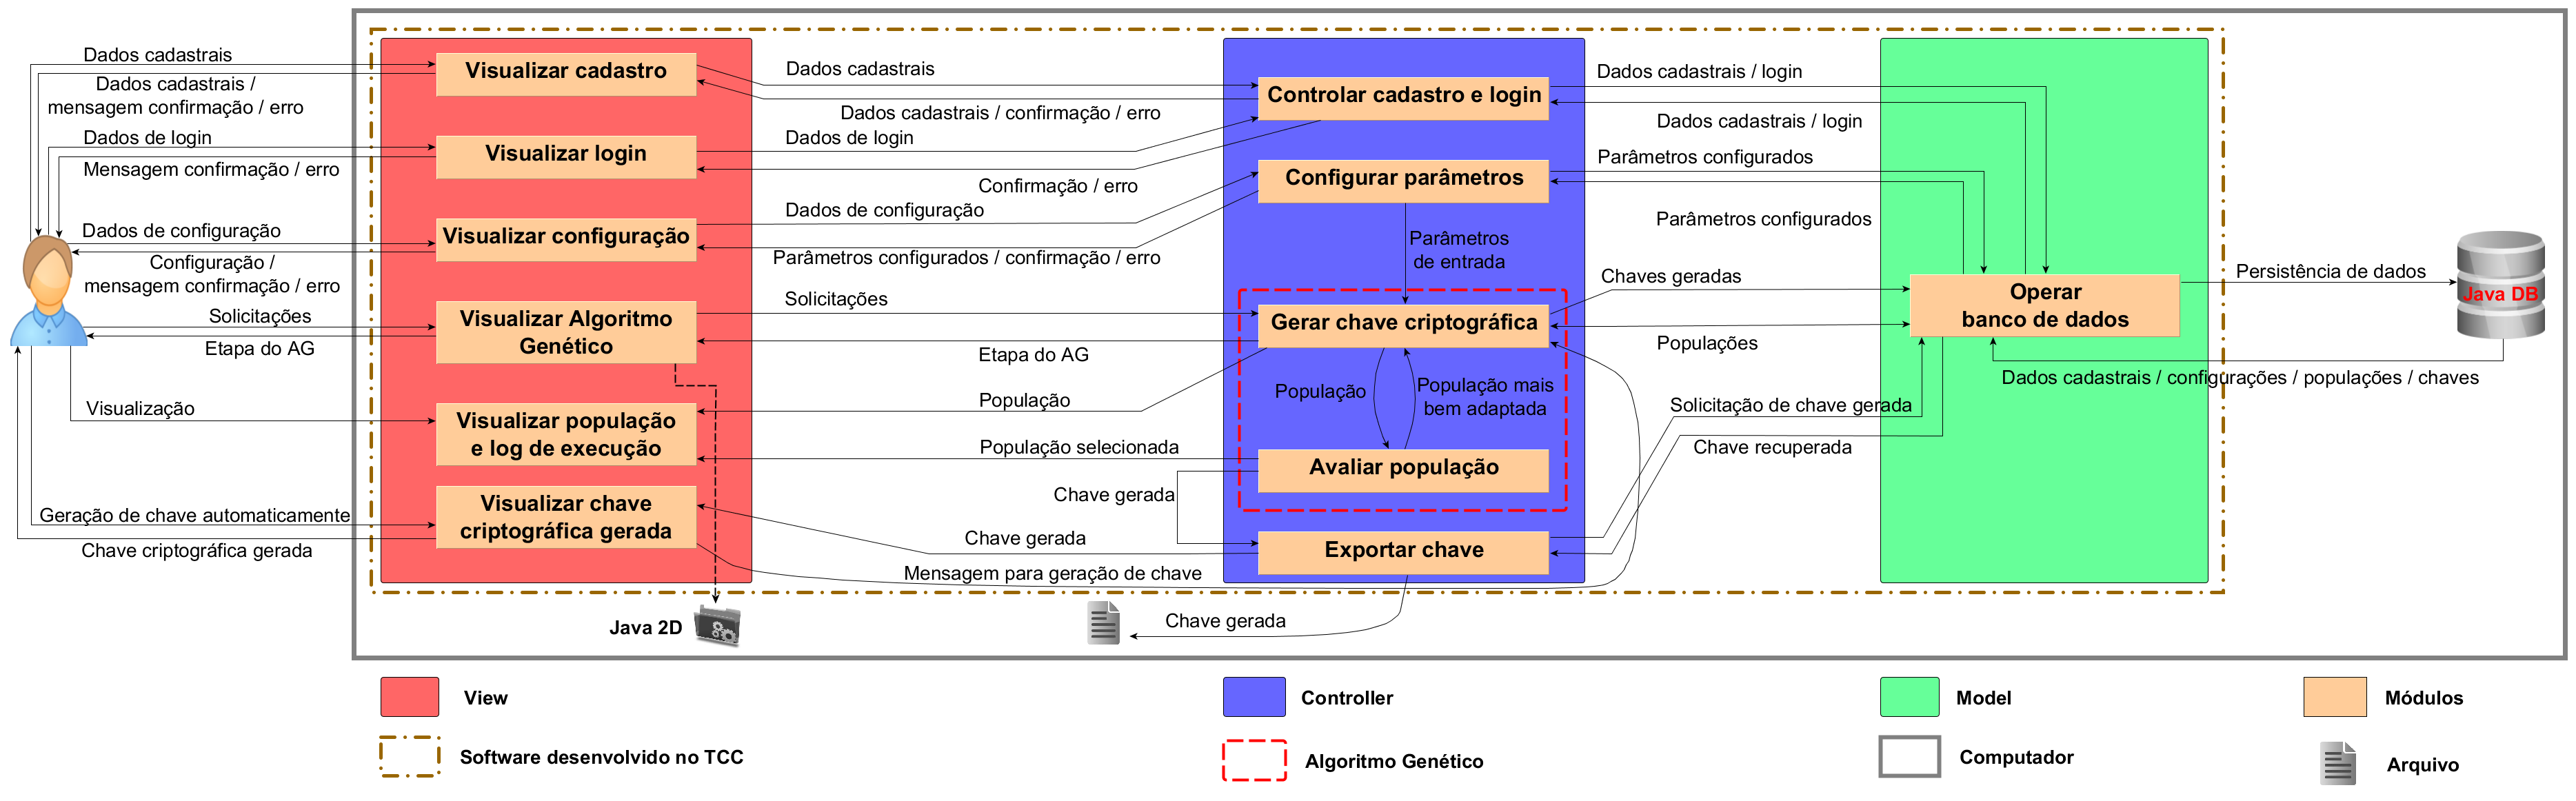 Dados cadastrais
Dados cadastrais /
mensagem confirmação / erro
Dados de login
Mensagem confirmação / erro
Dados de configuração
Configuração /
mensagem confirmação / erro
Solicitações
Etapa do AG
Visualização
Geração de chave automaticamente
Chave criptográfica gerada
Visualizar cadastro
Visualizar login
Visualizar configuração
Visualizar Algoritmo
Genético
Visualizar população
e log de execução
Visualizar chave
criptográfica gerada
Java 2D
Dados cadastrais
Dados cadastrais / confirmação / erro
Dados de login
Confirmação / erro
Dados de configuração
Parâmetros configurados / confirmação / erro
Solicitações
Etapa do AG
População
População selecionada
Chave gerada
Chave gerada
Mensagem para geração de chave
Chave gerada
Controlar cadastro e login
Configurar parâmetros
Parâmetros
de entrada
Gerar chave criptográfica
População
População mais
bem adaptada
Avaliar população
Exportar chave
Dados cadastrais / login
Dados cadastrais / login
Parâmetros configurados
Parâmetros configurados
Chaves geradas
Populações
Solicitação de chave gerada
Chave recuperada
Operar
banco de dados
Persistência de dados
Java DB
Dados cadastrais / configurações / populações / chaves
View
Controller
Model
Módulos
Software desenvolvido no TCC
Algoritmo Genético
Computador
Arquivo